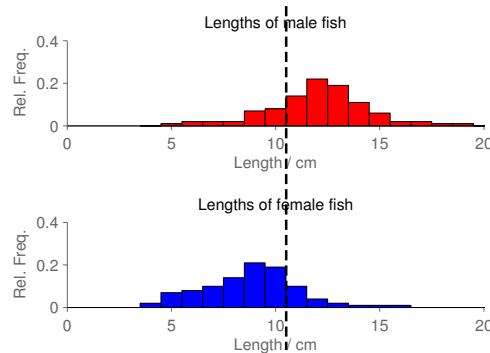 Lengths of male fish
0.4
0.2
0
Rel. Freq.
0 5 10 15 20
Length / cm
Lengths of female fish
0.4
0.2
0
Rel. Freq.
0 5 10 15 20
Length / cm